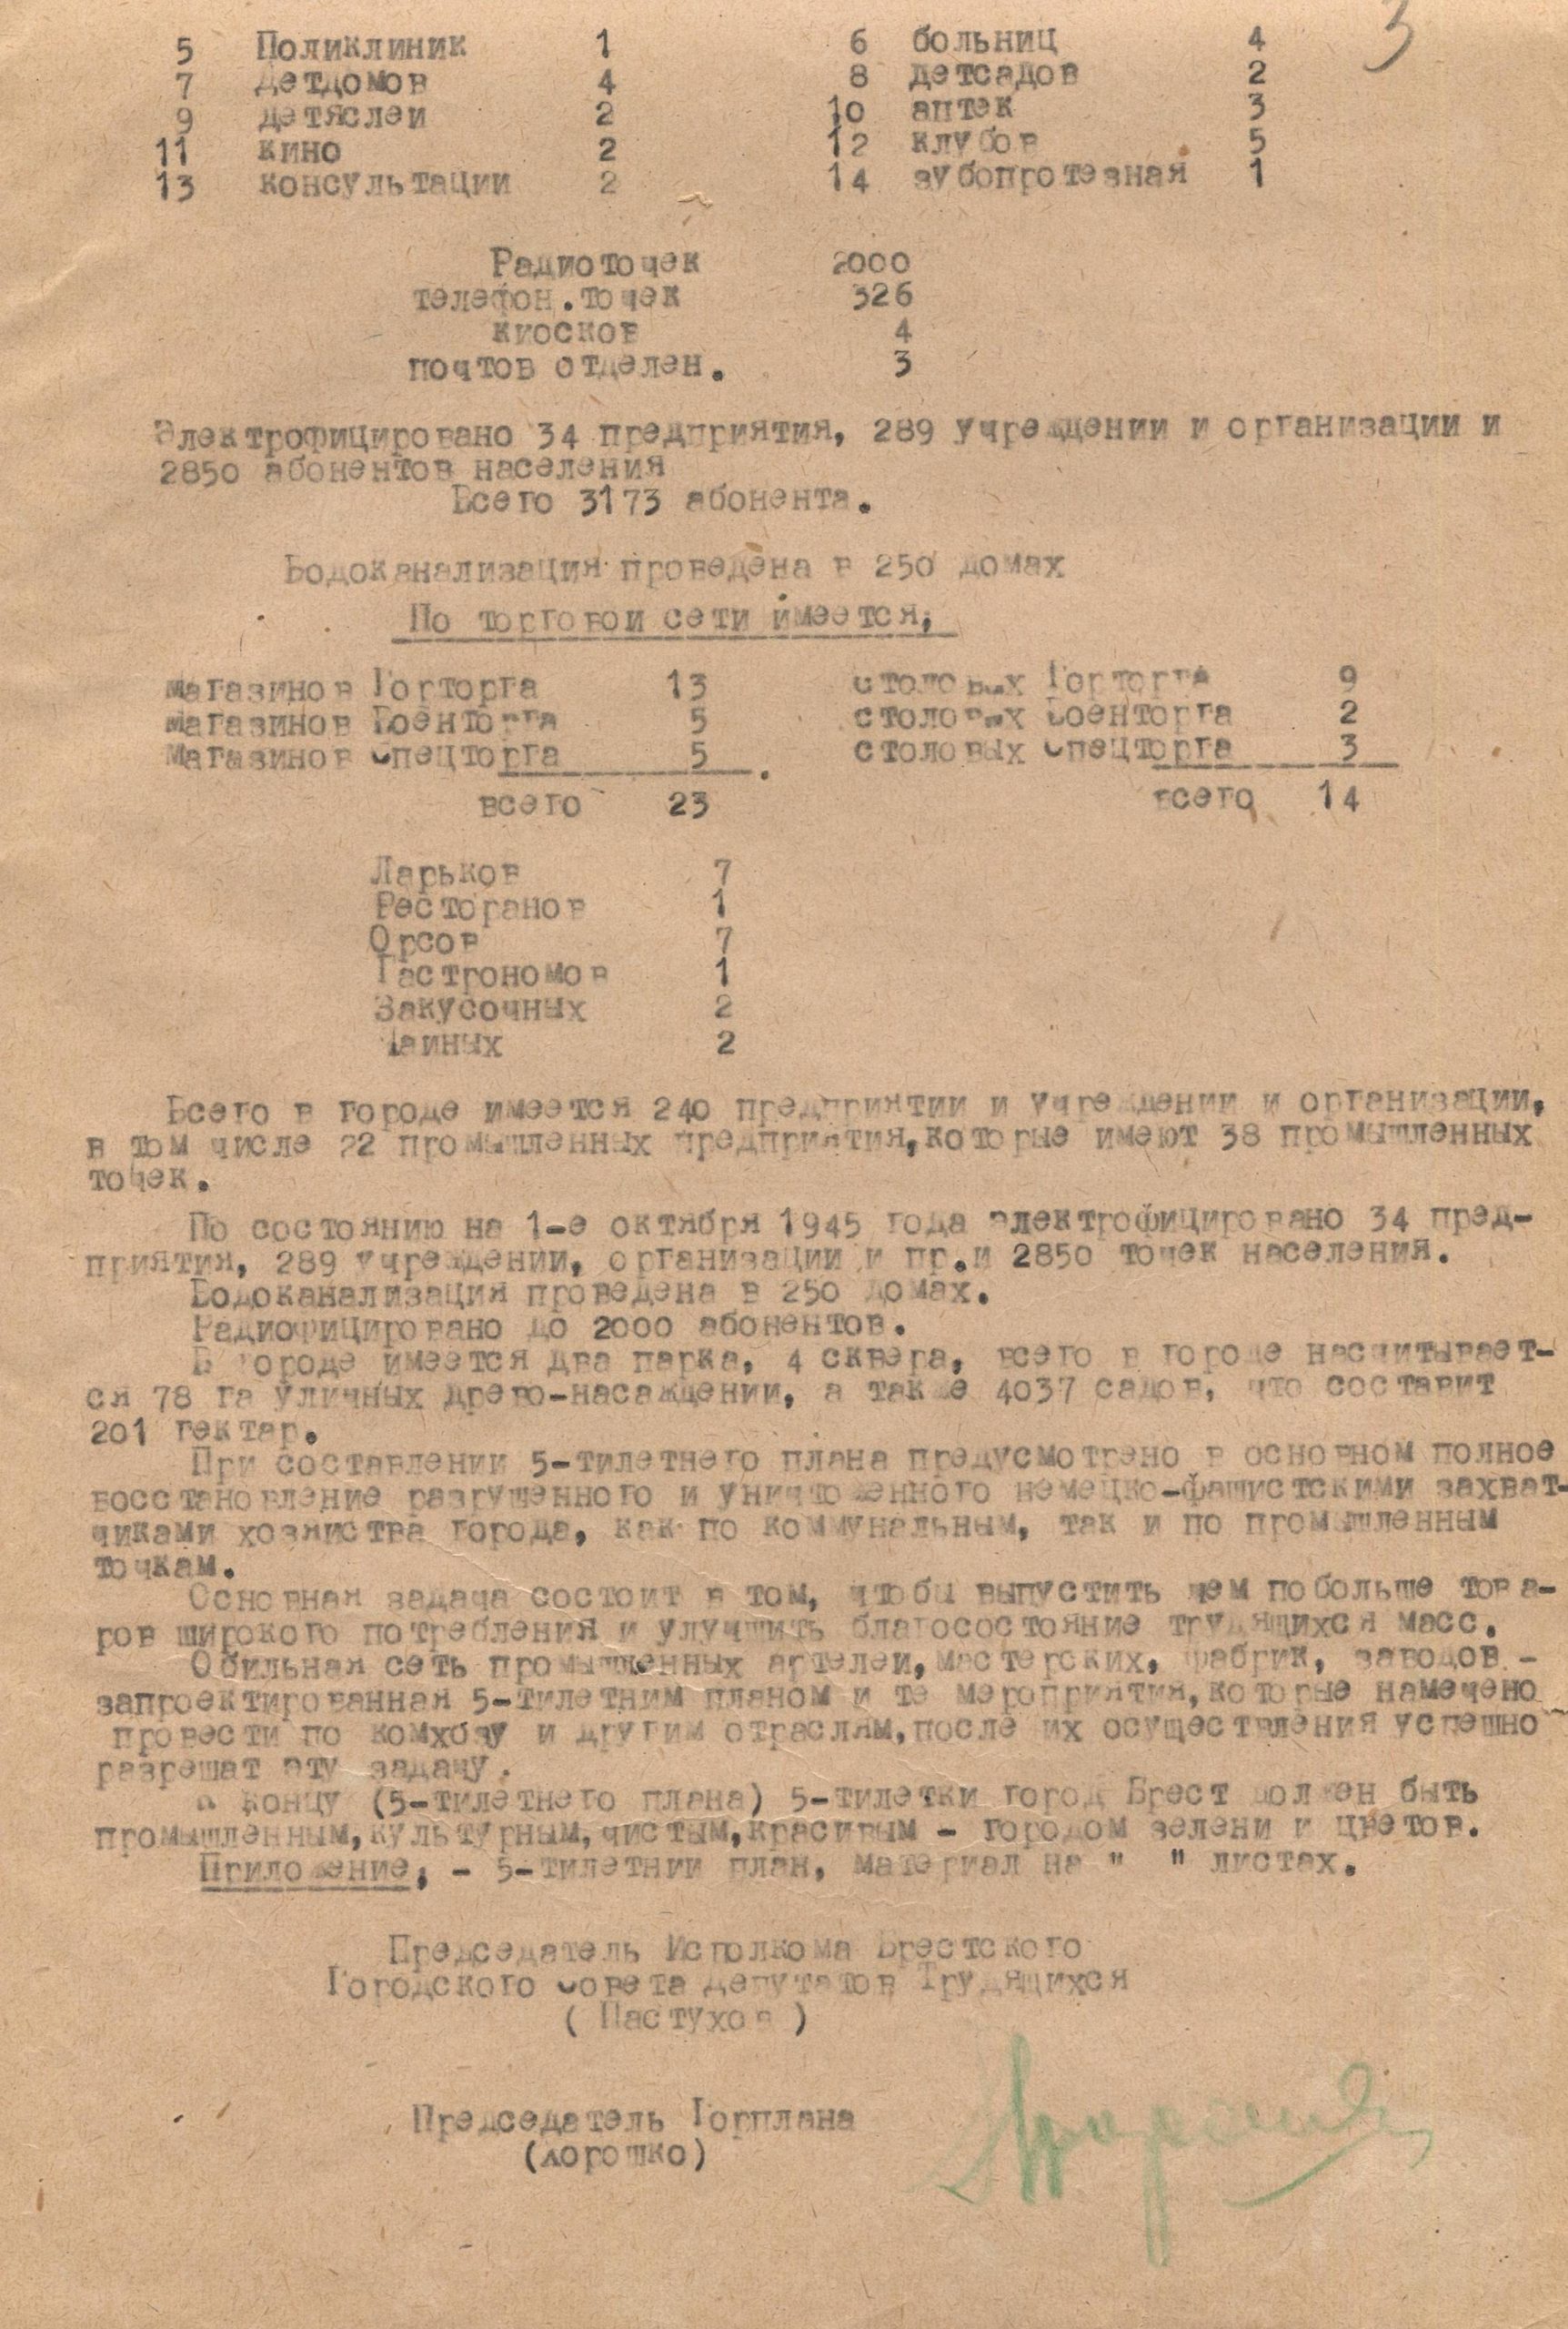 3
5 Поликлиник 1 6 больниц 4
7 детдомов 4 8 детсадов 2
9 детяслеи 2 10 аптек 3
11 кино 2 12 клубов 5
13 консультации 2 14 зубопротезная 1
Радиоточек 2000
телефон.точек 326
киосков 4
почтов отделен. 3
Электрофицировано 34 предприятия, 289 учреждении и организации и
2850 абонентов населения
Всего 3173 абонента.
Водоканализация проведена в 250 домах
По торговои сети имеется,
магазинов Горторга 13 столовых Горторга 9
магазинов Военторга 5 столовых Военторга 2
магазинов Спецторга 5 столовых Спецторга 3
всего 23 всего 14
Ларьков 7
Ресторанов 1
Орсов 7
Гастрономов 1
Закусочных 2
Чаиных 2
Всего в городе имеется 240 предприятии и учреждении и организации,
в том числе 22 промышленных предприятия,которые имеют 38 промышленных
точек.
По состоянию на 1-е октября 1945 года электрофицировано 34 пред-
приятия, 289 учреждении, организации и пр.и 2850 точек населения.
Водоканализация проведена в 250 домах.
Радиофицировано до 2000 абонентов.
В городе имеется два парка, 4 сквера, всего в городе насчитывает-
ся 78 га уличных древо-насаждении, а также 4037 садов, что составит
201 гектар.
При составлении 5-тилетнего плана предусмотрено в основном полное
восстановление разрушенного и уничтоженного немецко-фашистскими захват-
чиками хозяиства города, как по коммунальным, так и по промышленным
точкам.
Основная задача состоит в том, чтобы выпустить чем побольше това-
ров широкого потребления и улучшить благосостояние трудящихся масс.
Обильная сеть промышленных артелеи,мастерских, фабрик, заводов -
запроектированная 5-тилетним планом и те мероприятия,которые намечено
провести по комхозу и другим отраслям,после их осуществления успешно
разрешат эту задачу.
К концу (5-тилетнего плана) 5-тилетки город Брест должен быть
промышленным,культурным,чистым,красивым - городом зелени и цветов.
Приложение, - 5-тилетнии план, материал на " " листах.
Председатель Исполкома Брестского
Городского Совета Депутатов Трудящихся
( Пастухов )
Председатель Горплана
(Дорошко)